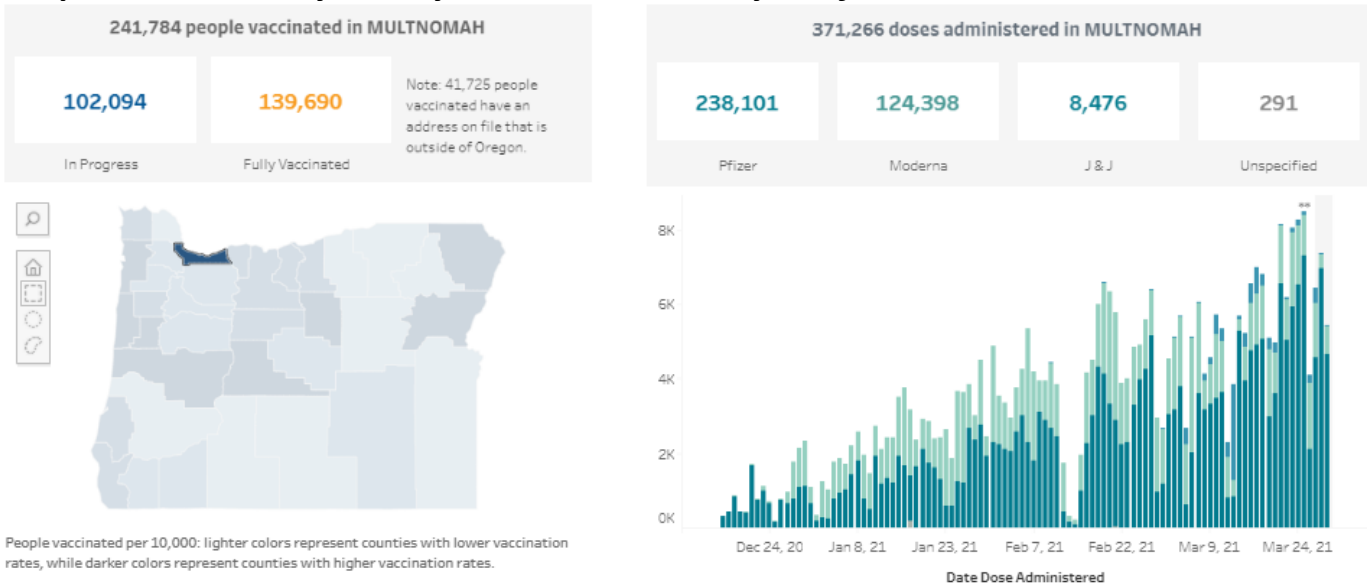 241,784 people vaccinated in MULTNOMAH
102,094
In Progress
139,690
Fully Vaccinated
Note: 41,725 people
vaccinated have an
address on file that is
outside of Oregon.
People vaccinated per 10,000: lighter colors represent counties with lower vaccination
rates, while darker colors represent counties with higher vaccination rates.
371,266 doses administered in MULTNOMAH
238,101
Pfizer
124,398
Moderna
8,476
J & J
291
Unspecified
**
8K
6K
4K
2K
0K
Dec 24, 20
Jan 8, 21
Jan 23, 21
Feb 7, 21
Feb 22, 21
Mar 9, 21
Mar 24, 21
Date Dose Administered